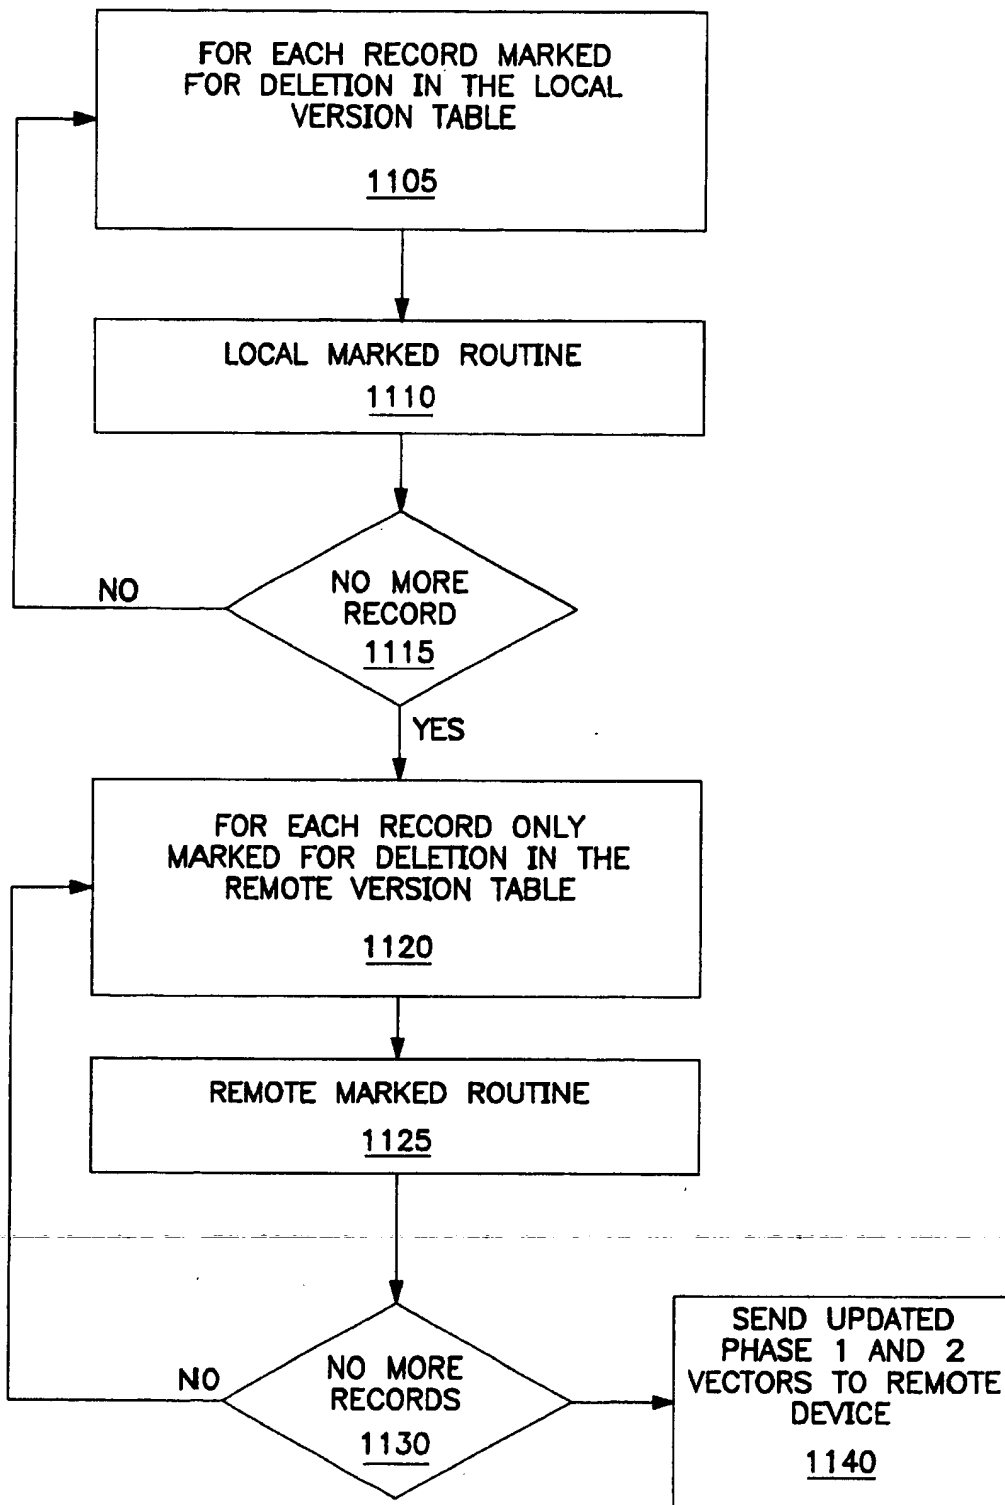 FOR EACH RECORD MARKED
FOR DELETION IN THE LOCAL
VERSION TABLE
1105
LOCAL MARKED ROUTINE
1110
NO MORE
RECORD
1115
NO
YES
FOR EACH RECORD ONLY
MARKED FOR DELETION IN THE
REMOTE VERSION TABLE
1120
REMOTE MARKED ROUTINE
1125
NO MORE
RECORDS
1130
NO
SEND UPDATED
PHASE 1 AND 2
VECTORS TO REMOTE
DEVICE
1140